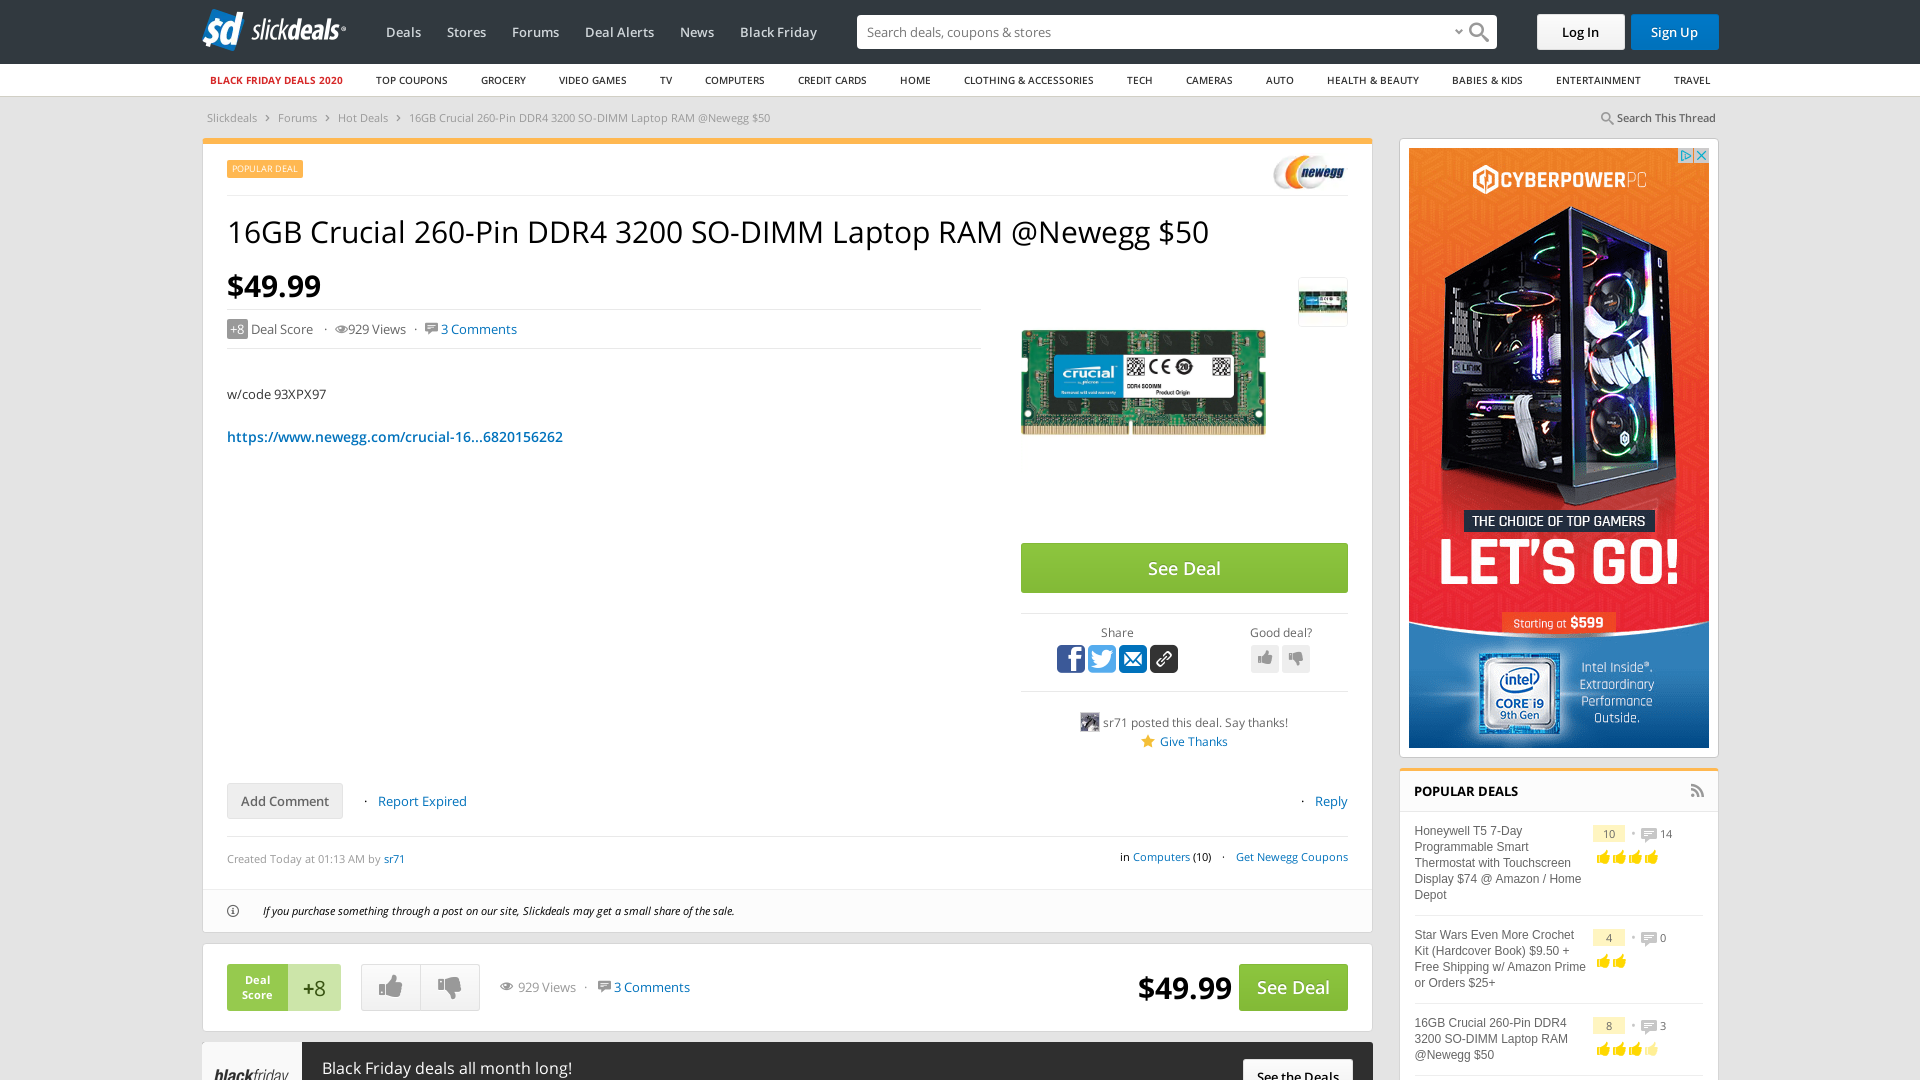 slickdeals
Deals Stores Forums Deal Alerts News Black Friday
Search deals, coupons & stores
Log In Sign Up
BLACK FRIDAY DEALS 2020 TOP COUPONS GROCERY VIDEO GAMES TV COMPUTERS CREDIT CARDS HOME CLOTHING & ACCESSORIES TECH CAMERAS AUTO HEALTH & BEAUTY BABIES & KIDS ENTERTAINMENT TRAVEL
Slickdeals > Forums > Hot Deals > 16GB Crucial 260-Pin DDR4 3200 SO-DIMM Laptop RAM @Newegg $50
Search This Thread
POPULAR DEAL
newegg
16GB Crucial 260-Pin DDR4 3200 SO-DIMM Laptop RAM @Newegg $50
$49.99
+8 Deal Score · 929 Views · 3 Comments
w/code 93XPX97
https://www.newegg.com/crucial-16...6820156262
crucial
by Micron
DDR4 SODIMM
Product Origin
See Deal
Share
Good deal?
sr71 posted this deal. Say thanks!
Give Thanks
Add Comment · Report Expired
· Reply
Created Today at 01:13 AM by sr71
in Computers (10) · Get Newegg Coupons
If you purchase something through a post on our site, Slickdeals may get a small share of the sale.
Deal
Score
+8
929 Views · 3 Comments
$49.99
See Deal
blackfriday
Black Friday deals all month long!
See the Deals
CYBERPOWERPC
THE CHOICE OF TOP GAMERS
LET'S GO!
Starting at $599
intel
CORE i9
9th Gen
Intel Inside®.
Extraordinary
Performance
Outside.
POPULAR DEALS
Honeywell T5 7-Day
Programmable Smart
Thermostat with Touchscreen
Display $74 @ Amazon / Home
Depot
10 • 14
Star Wars Even More Crochet
Kit (Hardcover Book) $9.50 +
Free Shipping w/ Amazon Prime
or Orders $25+
4 • 0
16GB Crucial 260-Pin DDR4
3200 SO-DIMM Laptop RAM
@Newegg $50
8 • 3